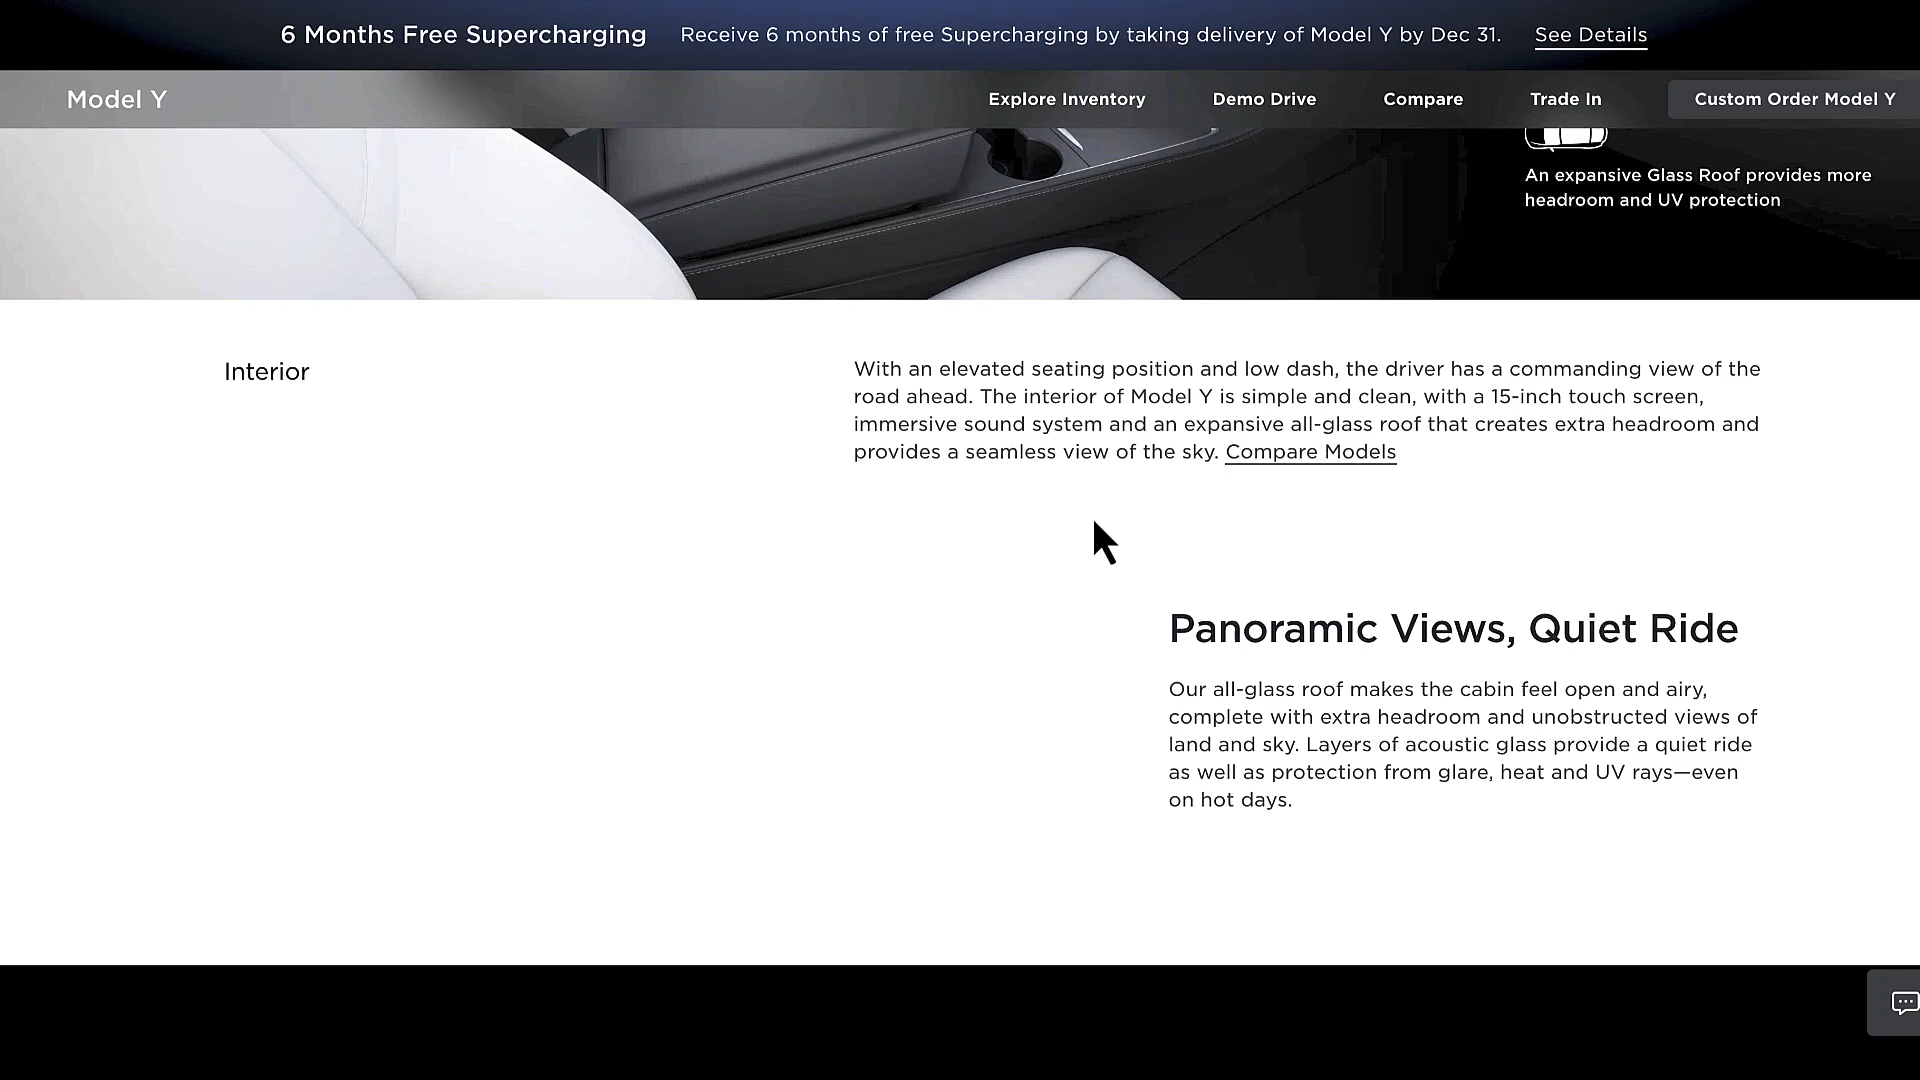 6 Months Free Supercharging Receive 6 months of free Supercharging by taking delivery of Model Y by Dec 31. See Details
Model Y Explore Inventory Demo Drive Compare Trade In Custom Order Model Y
An expansive Glass Roof provides more
headroom and UV protection
Interior
With an elevated seating position and low dash, the driver has a commanding view of the
road ahead. The interior of Model Y is simple and clean, with a 15-inch touch screen,
immersive sound system and an expansive all-glass roof that creates extra headroom and
provides a seamless view of the sky. Compare Models
Panoramic Views, Quiet Ride
Our all-glass roof makes the cabin feel open and airy,
complete with extra headroom and unobstructed views of
land and sky. Layers of acoustic glass provide a quiet ride
as well as protection from glare, heat and UV rays—even
on hot days.